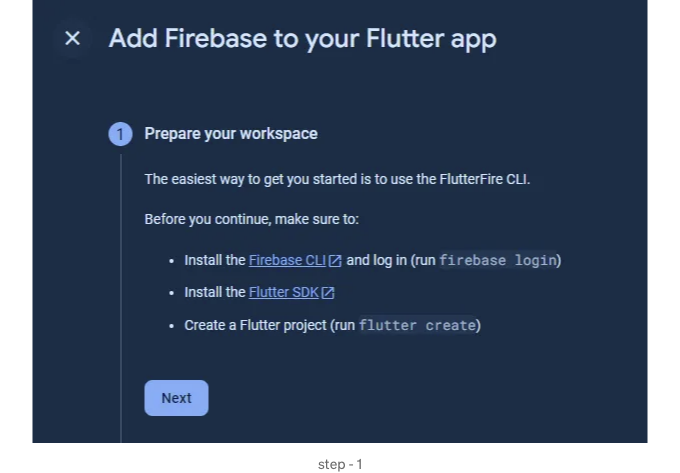 Add Firebase to your Flutter app
1 Prepare your workspace
The easiest way to get you started is to use the FlutterFire CLI.
Before you continue, make sure to:
• Install the Firebase CLI and log in (run firebase login)
• Install the Flutter SDK
• Create a Flutter project (run flutter create)
Next
step - 1